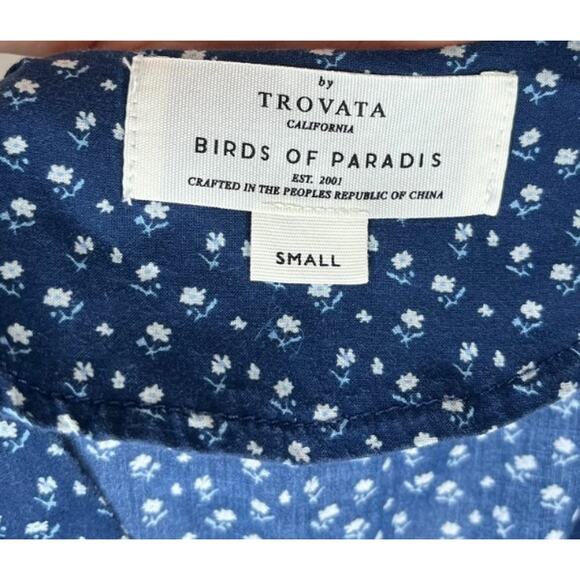 by
TROVATA
CALIFORNIA
BIRDS OF PARADIS
EST. 2001
CRAFTED IN THE PEOPLES REPUBLIC OF CHINA
SMALL